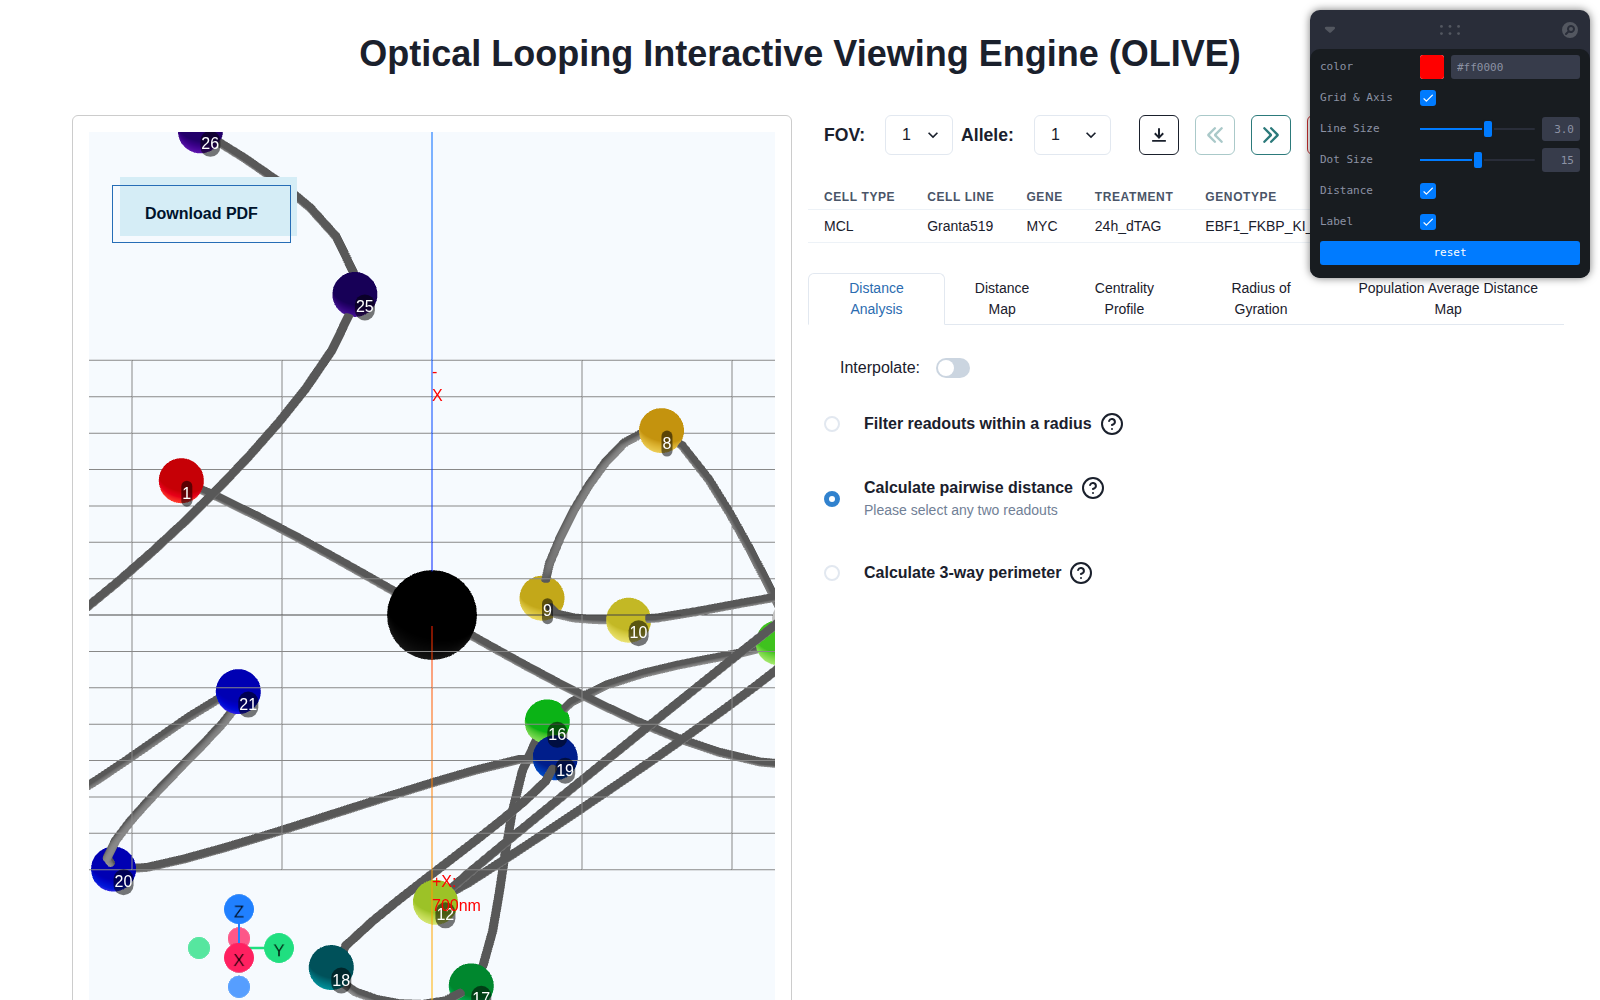 Optical Looping Interactive Viewing Engine (OLIVE)
26
Download PDF
25
-
X
8
1
9
10
21
16
19
20
+X:
700nm
12
Z
Y
X
18
17
FOV:
1
Allele:
1
CELL TYPE
CELL LINE
GENE
TREATMENT
GENOTYPE
MCL
Granta519
MYC
24h_dTAG
EBF1_FKBP_KI_
Distance
Analysis
Distance
Map
Centrality
Profile
Radius of
Gyration
Population Average Distance
Map
Interpolate:
Filter readouts within a radius
?
Calculate pairwise distance
?
Please select any two readouts
Calculate 3-way perimeter
?
color
#ff0000
Grid & Axis
Line Size
3.0
Dot Size
15
Distance
Label
reset